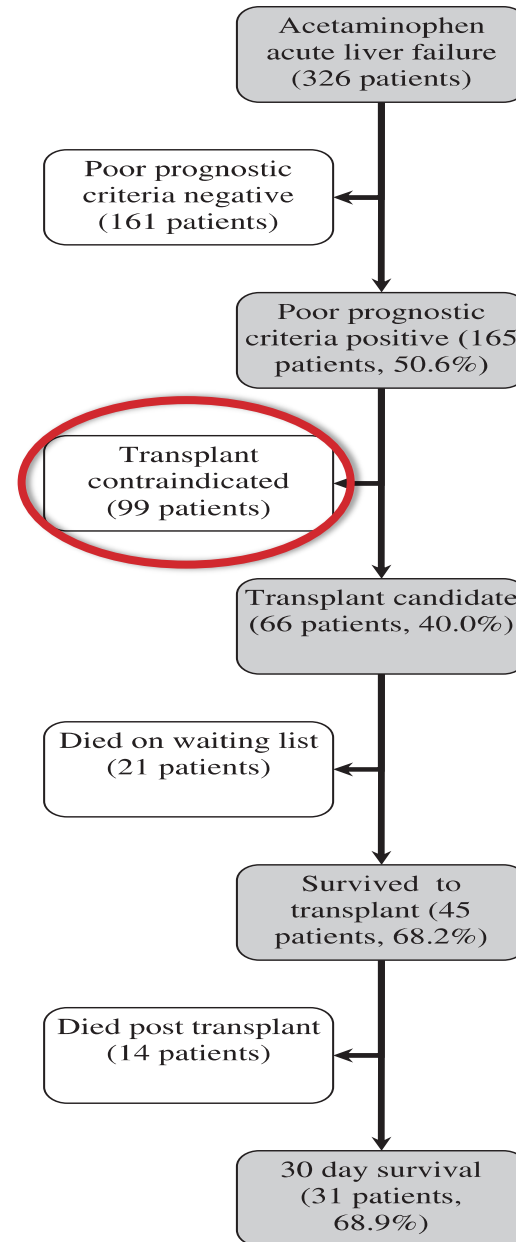 Acetaminophen
acute liver failure
(326 patients)
Poor prognostic
criteria negative
(161 patients)
Poor prognostic
criteria positive (165
patients, 50.6%)
Transplant
contraindicated
(99 patients)
Transplant candidate
(66 patients, 40.0%)
Died on waiting list
(21 patients)
Survived to
transplant (45
patients, 68.2%)
Died post transplant
(14 patients)
30 day survival
(31 patients,
68.9%)